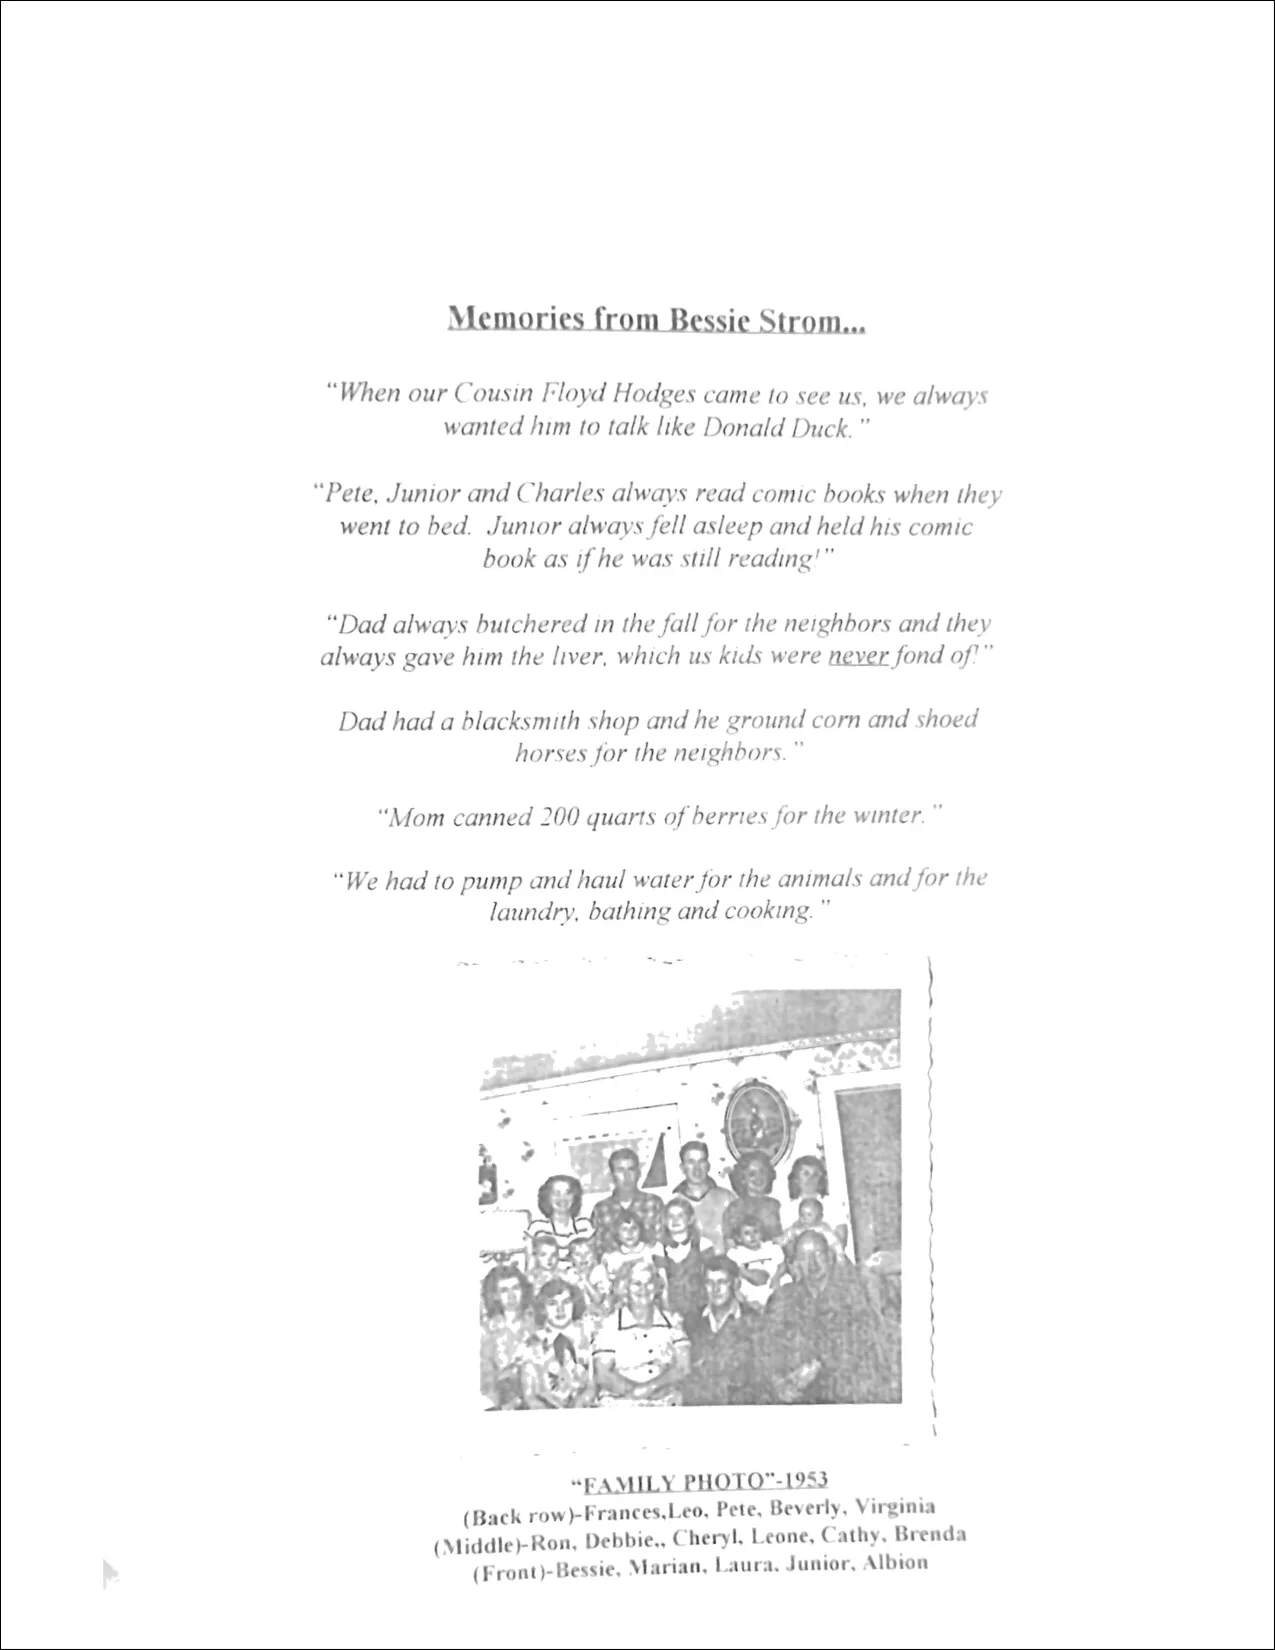 Memories from Bessie Strom...
“When our Cousin Floyd Hodges came to see us, we always
wanted him to talk like Donald Duck.”
“Pete, Junior and Charles always read comic books when they
went to bed. Junior always fell asleep and held his comic
book as if he was still reading!”
“Dad always butchered in the fall for the neighbors and they
always gave him the liver, which us kids were never fond of!”
Dad had a blacksmith shop and he ground corn and shoed
horses for the neighbors.”
“Mom canned 200 quarts of berries for the winter.”
“We had to pump and haul water for the animals and for the
laundry, bathing and cooking.”
“FAMILY PHOTO”-1953
(Back row)-Frances,Leo, Pete, Beverly, Virginia
(Middle)-Ron, Debbie,, Cheryl, Leone, Cathy, Brenda
(Front)-Bessie, Marian, Laura, Junior, Albion